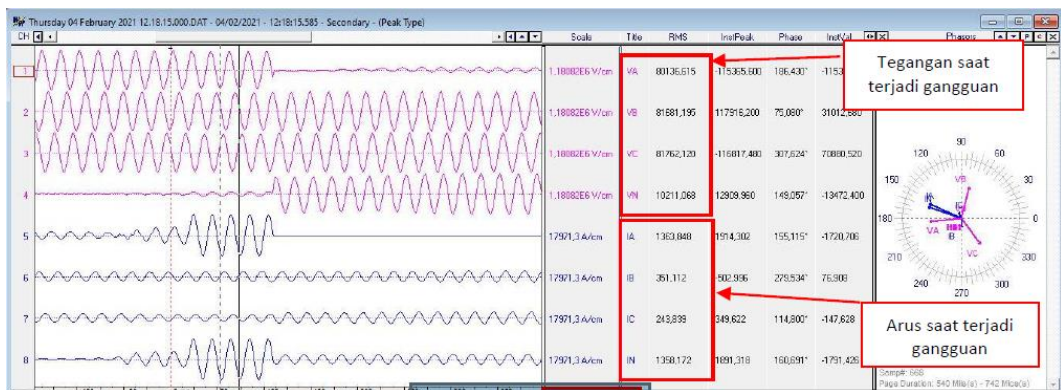 Thursday 04 February 2021 12.18.15.000.DAT - 04/02/2021 - 12:18:15.585 - Secondary - (Peak Type)
CH Scale Title RMS InstPeak Phase InstVal Phasors
1 1,18082E6 V/cm VA 80136,615 -115365,600 186,430° -1153
2 1,18082E6 V/cm VB 81681,195 117916,200 75,080° 31012,680
3 1,18082E6 V/cm VC 81762,120 -116817,480 307,624° 70880,520
4 1,18082E6 V/cm VN 10211,068 12909,960 149,057° -13472,400
5 17971,3 A/cm IA 1363,848 1914,302 155,115° -1720,706
6 17971,3 A/cm IB 351,112 -502,996 279,534° 76,908
7 17971,3 A/cm IC 243,839 349,622 114,800° -147,628
8 17971,3 A/cm IN 1358,172 1891,318 160,691° -1791,426
Tegangan saat
terjadi gangguan
90
120
150 30
VB
180 0
VA
IB
VC
210 330
240 300
270
Arus saat terjadi
gangguan
Samp#: 668